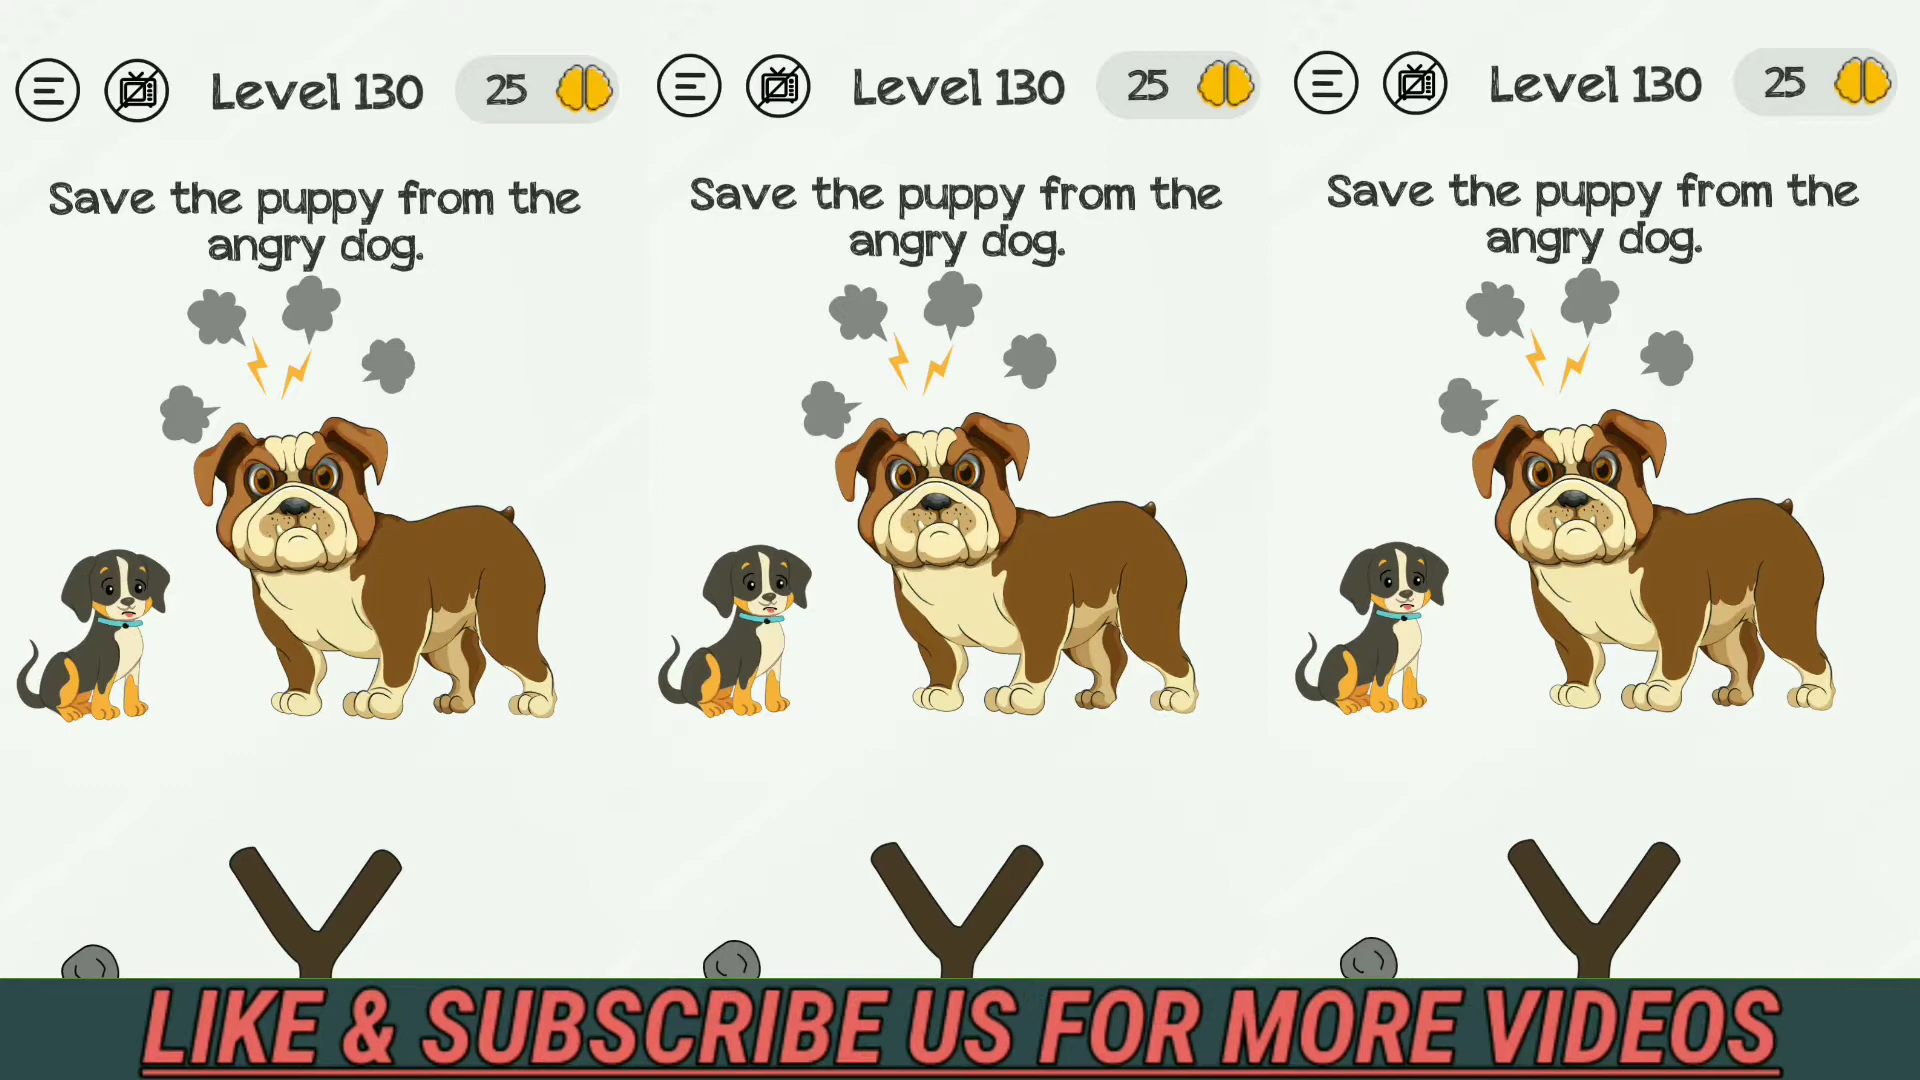 Level 130 25
Save the puppy from the
angry dog.
Level 130 25
Save the puppy from the
angry dog.
Level 130 25
Save the puppy from the
angry dog.
LIKE & SUBSCRIBE US FOR MORE VIDEOS